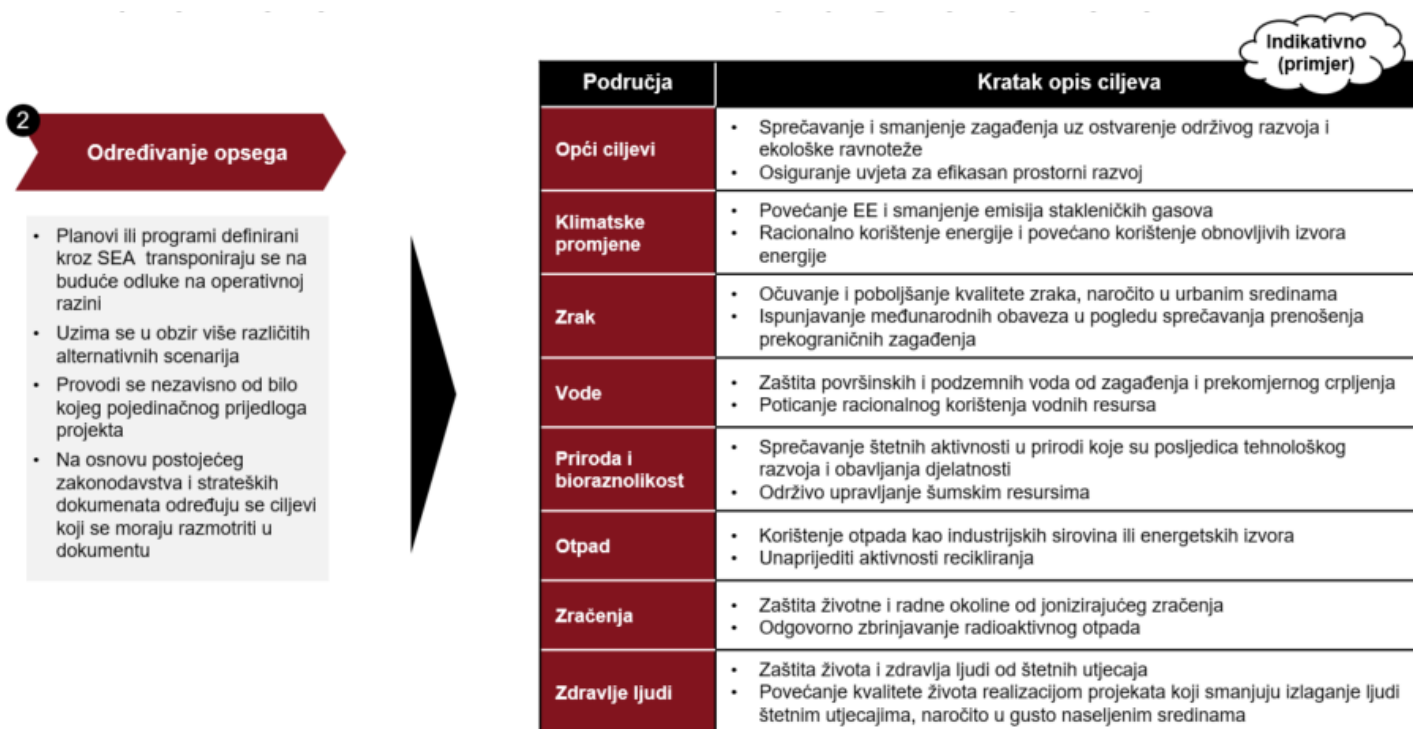 Indikativno
(primjer)
2
Određivanje opsega
• Planovi ili programi definirani
kroz SEA transponiraju se na
buduće odluke na operativnoj
razini
• Uzima se u obzir više različitih
alternativnih scenarija
• Provodi se nezavisno od bilo
kojeg pojedinačnog prijedloga
projekta
• Na osnovu postojećeg
zakonodavstva i strateških
dokumenata određuju se ciljevi
koji se moraju razmotriti u
dokumentu
Područja
Kratak opis ciljeva
Opći ciljevi
• Sprečavanje i smanjenje zagađenja uz ostvarenje održivog razvoja i
ekološke ravnoteže
• Osiguranje uvjeta za efikasan prostorni razvoj
Klimatske
promjene
• Povećanje EE i smanjenje emisija stakleničkih gasova
• Racionalno korištenje energije i povećano korištenje obnovljivih izvora
energije
Zrak
• Očuvanje i poboljšanje kvalitete zraka, naročito u urbanim sredinama
• Ispunjavanje međunarodnih obaveza u pogledu sprečavanja prenošenja
prekograničnih zagađenja
Vode
• Zaštita površinskih i podzemnih voda od zagađenja i prekomjernog crpljenja
• Poticanje racionalnog korištenja vodnih resursa
Priroda i
bioraznolikost
• Sprečavanje štetnih aktivnosti u prirodi koje su posljedica tehnološkog
razvoja i obavljanja djelatnosti
• Održivo upravljanje šumskim resursima
Otpad
• Korištenje otpada kao industrijskih sirovina ili energetskih izvora
• Unaprijediti aktivnosti recikliranja
Zračenja
• Zaštita životne i radne okoline od jonizirajućeg zračenja
• Odgovorno zbrinjavanje radioaktivnog otpada
Zdravlje ljudi
• Zaštita života i zdravlja ljudi od štetnih utjecaja
• Povećanje kvalitete života realizacijom projekata koji smanjuju izlaganje ljudi
štetnim utjecajima, naročito u gusto naseljenim sredinama